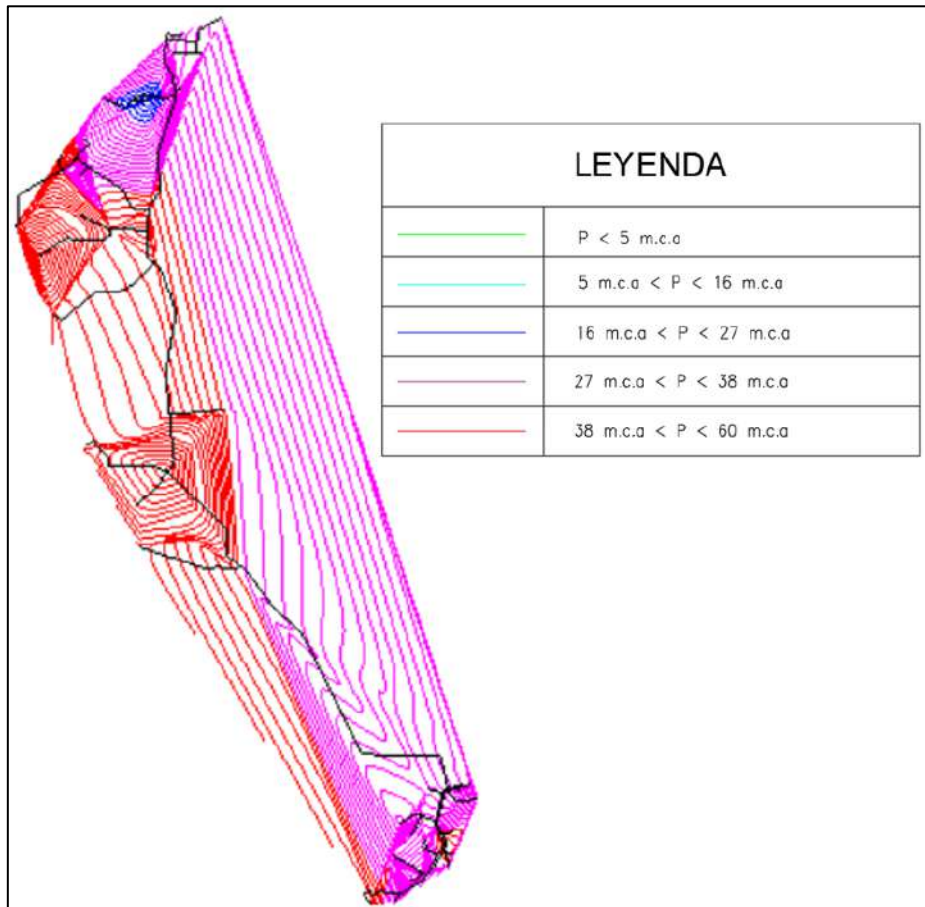 LEYENDA
P < 5 m.c.a
5 m.c.a < P < 16 m.c.a
16 m.c.a < P < 27 m.c.a
27 m.c.a < P < 38 m.c.a
38 m.c.a < P < 60 m.c.a